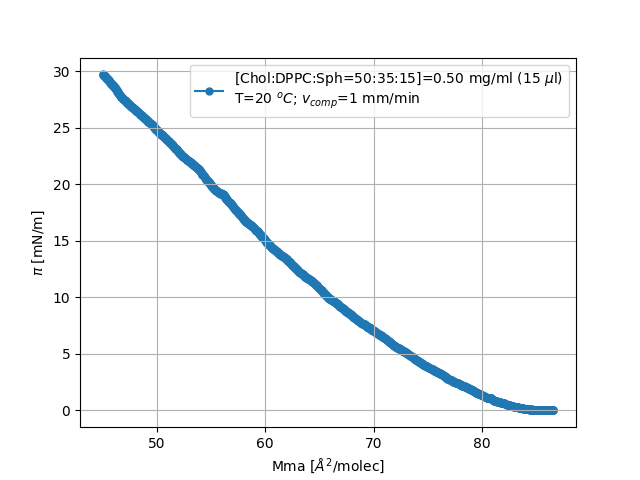 [Chol:DPPC:Sph=50:35:15]=0.50 mg/ml (15 μl)
T=20 °C; v_comp=1 mm/min
30
25
20
15
10
5
0
π [mN/m]
50 60 70 80
Mma [Å²/molec]